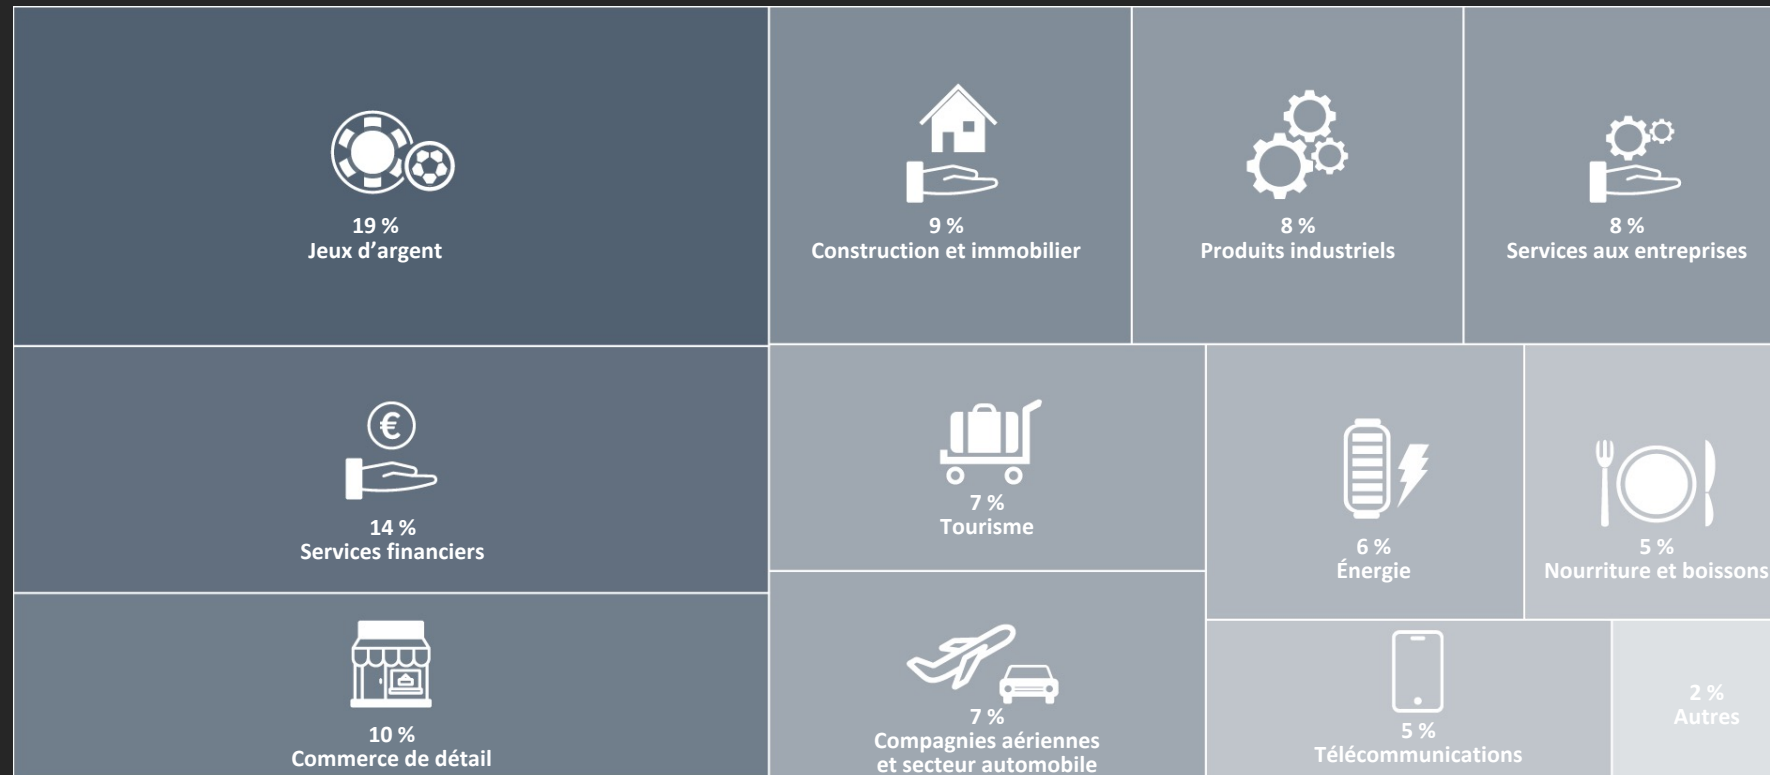 19 %
Jeux d’argent
9 %
Construction et immobilier
8 %
Produits industriels
8 %
Services aux entreprises
€
14 %
Services financiers
7 %
Tourisme
6 %
Énergie
5 %
Nourriture et boissons
10 %
Commerce de détail
7 %
Compagnies aériennes
et secteur automobile
5 %
Télécommunications
2 %
Autres